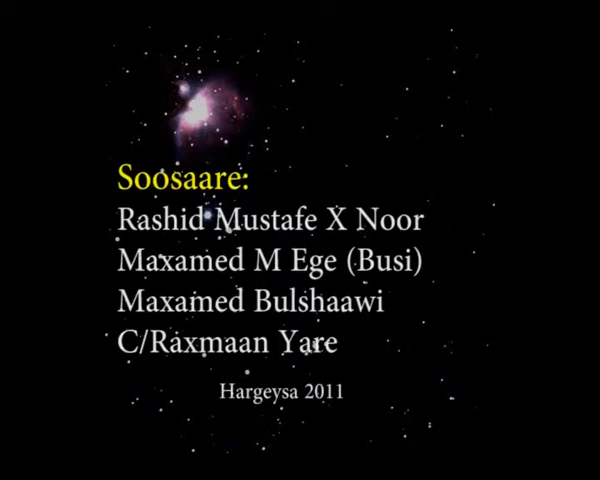 Soosaare:
Rashid Mustafe X Noor
Maxamed M Ege (Busi)
Maxamed Bulshaawi
C/Raxmaan Yare
Hargeysa 2011